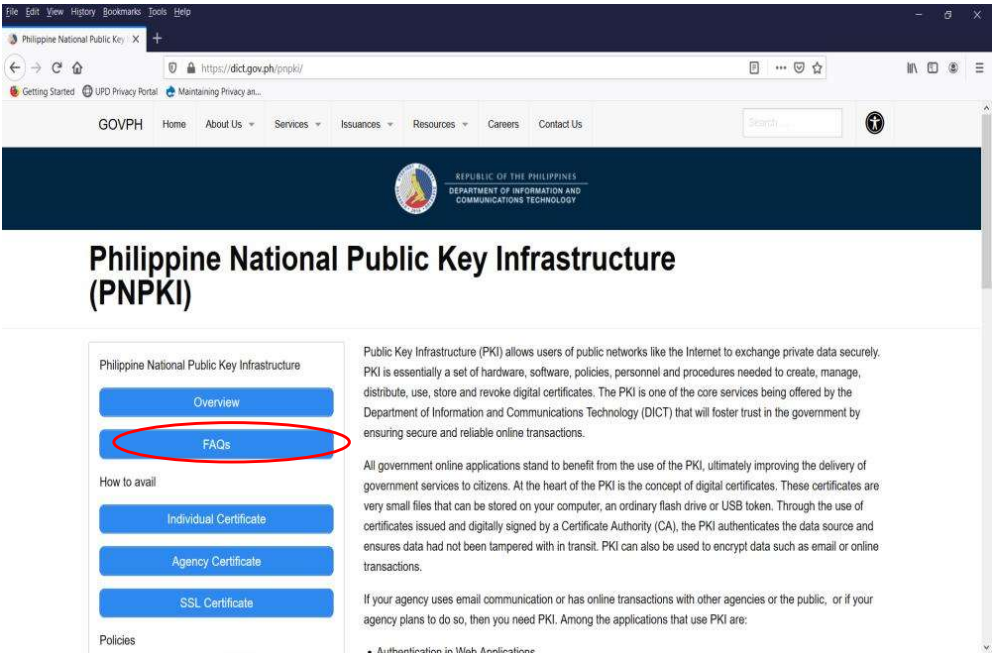 File Edit View History Bookmarks Tools Help
Philippine National Public Key
https://dict.gov.ph/pnpki/
Getting Started UPD Privacy Portal Maintaining Privacy an...
GOVPH Home About Us Services Issuances Resources Careers Contact Us Search ...
REPUBLIC OF THE PHILIPPINES
DEPARTMENT OF INFORMATION AND
COMMUNICATIONS TECHNOLOGY
Philippine National Public Key Infrastructure
(PNPKI)
Philippine National Public Key Infrastructure
Overview
FAQs
How to avail
Individual Certificate
Agency Certificate
SSL Certificate
Policies
Public Key Infrastructure (PKI) allows users of public networks like the Internet to exchange private data securely.
PKI is essentially a set of hardware, software, policies, personnel and procedures needed to create, manage,
distribute, use, store and revoke digital certificates. The PKI is one of the core services being offered by the
Department of Information and Communications Technology (DICT) that will foster trust in the government by
ensuring secure and reliable online transactions.
All government online applications stand to benefit from the use of the PKI, ultimately improving the delivery of
government services to citizens. At the heart of the PKI is the concept of digital certificates. These certificates are
very small files that can be stored on your computer, an ordinary flash drive or USB token. Through the use of
certificates issued and digitally signed by a Certificate Authority (CA), the PKI authenticates the data source and
ensures data had not been tampered with in transit. PKI can also be used to encrypt data such as email or online
transactions.
If your agency uses email communication or has online transactions with other agencies or the public, or if your
agency plans to do so, then you need PKI. Among the applications that use PKI are:
• Authentication in Web Applications